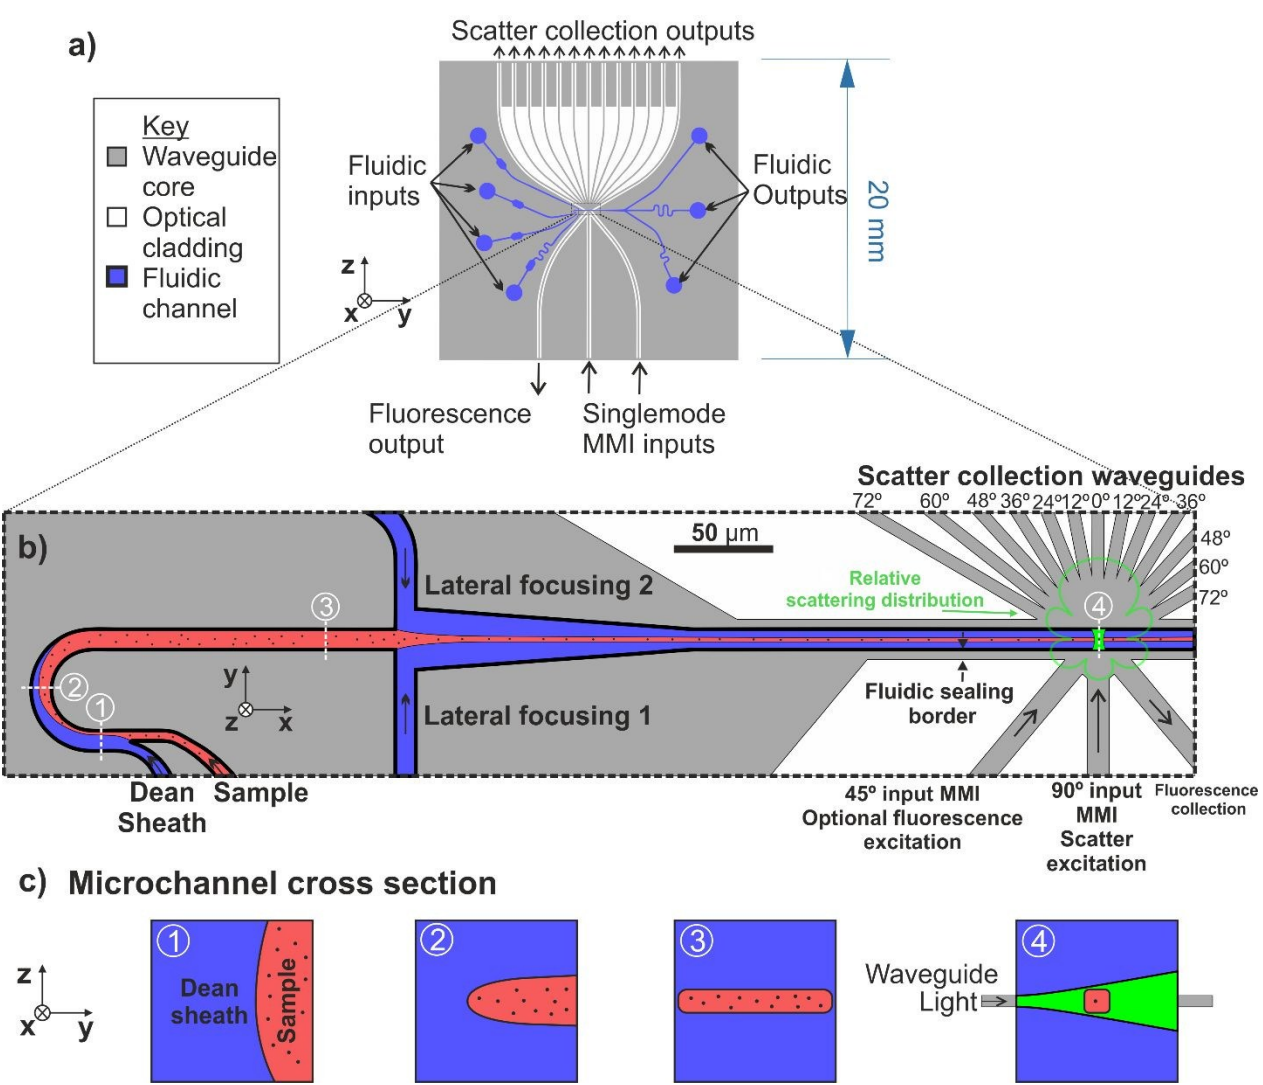 a)
Scatter collection outputs
Key
Waveguide
core
Optical
cladding
Fluidic
channel
Fluidic
inputs
Fluidic
Outputs
20 mm
z
x
y
Fluorescence
output
Singlemode
MMI inputs
Scatter collection waveguides
72º 60º 48º 36º 24º 12º 0º 12º 24º 36º
48º
60º
72º
b)
50 µm
Lateral focusing 2
Relative
scattering distribution
3
4
2
1
y
z
x
Fluidic sealing
border
Lateral focusing 1
Dean
Sheath
Sample
45º input MMI
Optional fluorescence
excitation
90º input
MMI
Scatter
excitation
Fluorescence
collection
c) Microchannel cross section
z
x
y
1
Dean
sheath
Sample
2
3
4
Waveguide
Light